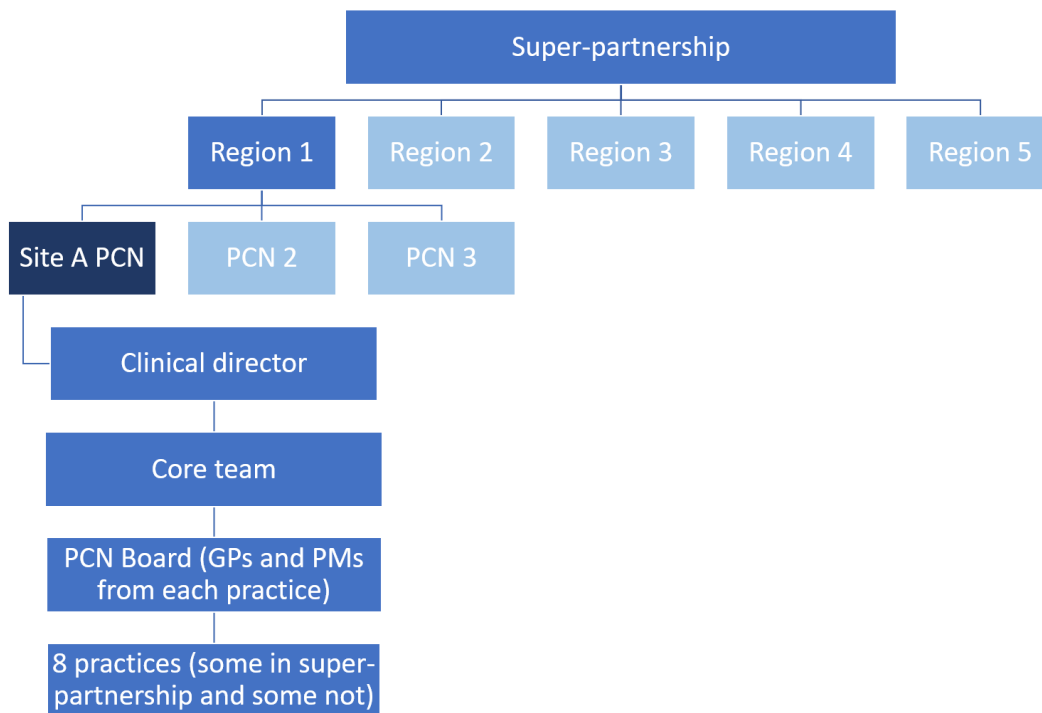 Super-partnership
Region 1
Region 2
Region 3
Region 4
Region 5
Site A PCN
PCN 2
PCN 3
Clinical director
Core team
PCN Board (GPs and PMs
from each practice)
8 practices (some in super-
partnership and some not)